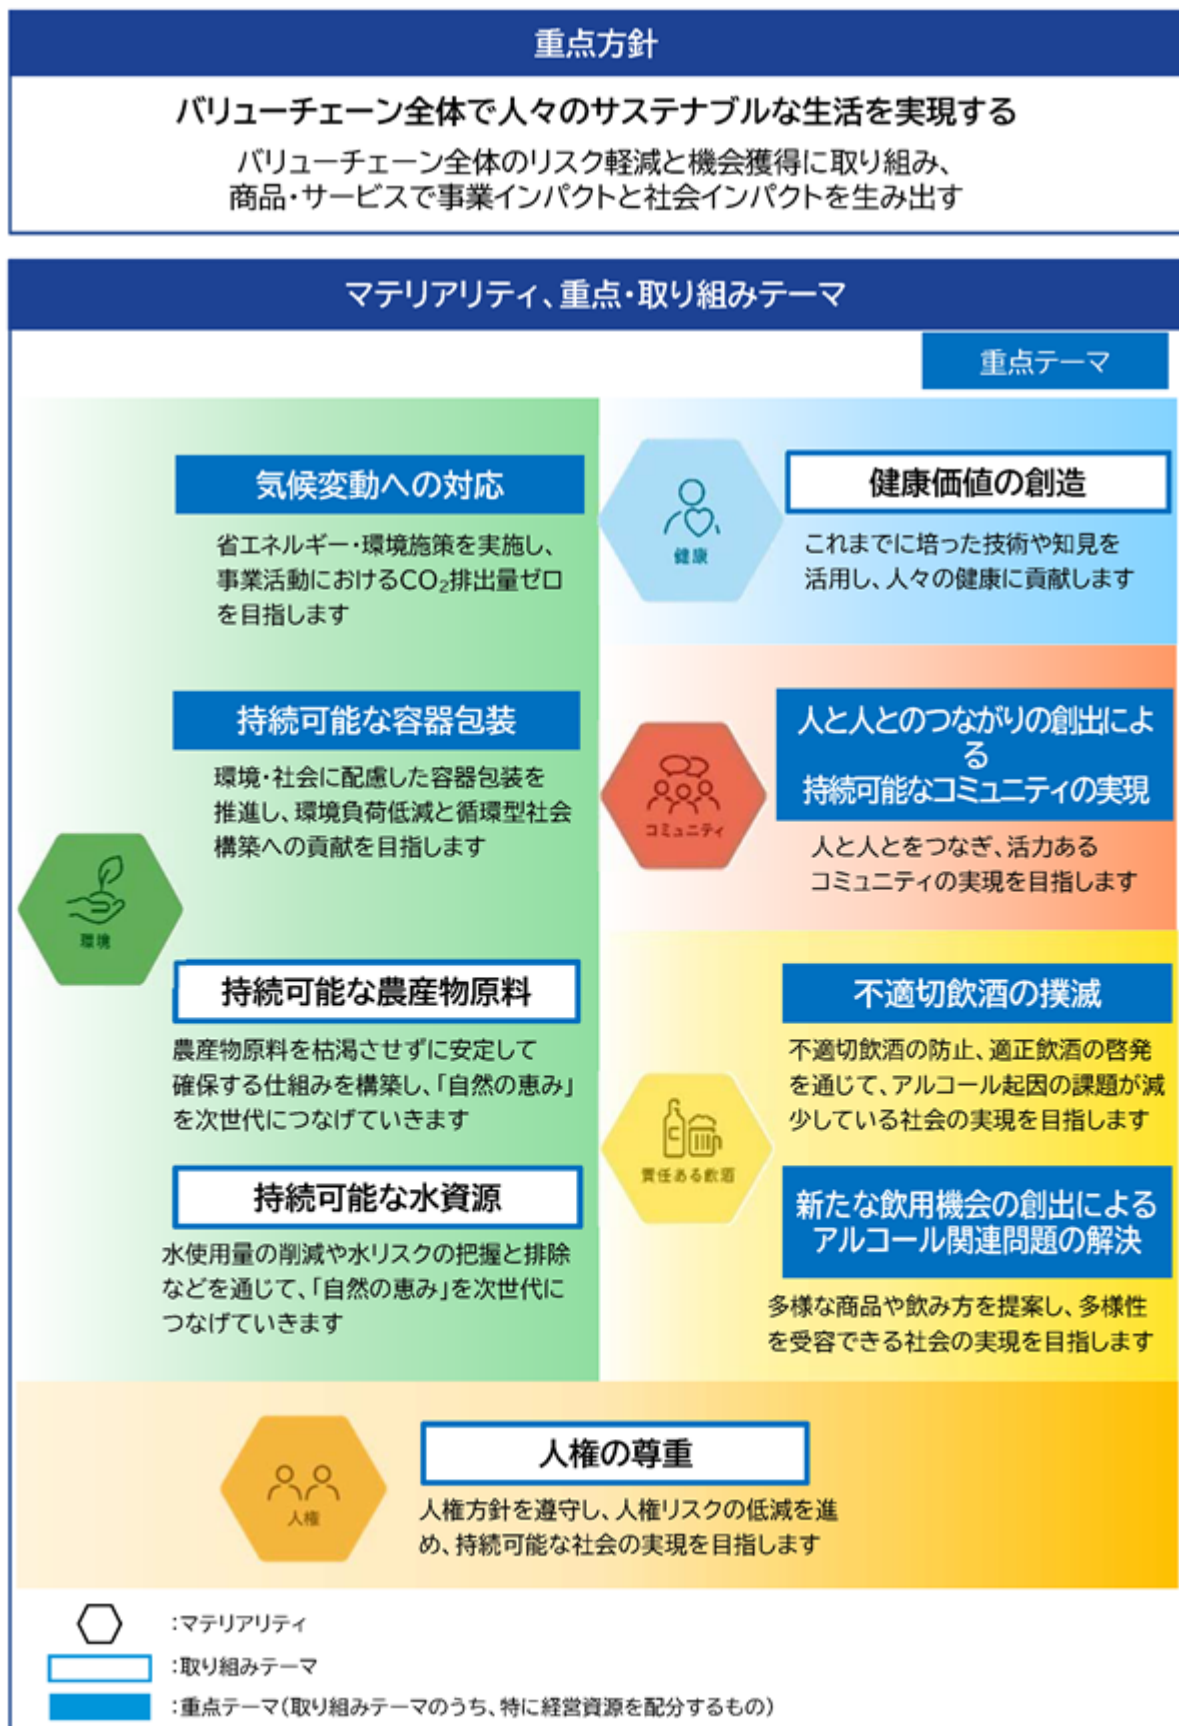 重点方針
バリューチェーン全体で人々のサステナブルな生活を実現する
バリューチェーン全体のリスク軽減と機会獲得に取り組み、
商品・サービスで事業インパクトと社会インパクトを生み出す
マテリアリティ、重点・取り組みテーマ
重点テーマ
環境
気候変動への対応
省エネルギー・環境施策を実施し、
事業活動におけるCO₂排出量ゼロ
を目指します
持続可能な容器包装
環境・社会に配慮した容器包装を
推進し、環境負荷低減と循環型社会
構築への貢献を目指します
持続可能な農産物原料
農産物原料を枯渇させずに安定して
確保する仕組みを構築し、「自然の恵み」
を次世代につなげていきます
持続可能な水資源
水使用量の削減や水リスクの把握と排除
などを通じて、「自然の恵み」を次世代に
つなげていきます
健康
健康価値の創造
これまでに培った技術や知見を
活用し、人々の健康に貢献します
コミュニティ
人と人とのつながりの創出によ
る
持続可能なコミュニティの実現
人と人とをつなぎ、活力ある
コミュニティの実現を目指します
責任ある飲酒
不適切飲酒の撲滅
不適切飲酒の防止、適正飲酒の啓発
を通じて、アルコール起因の課題が減
少している社会の実現を目指します
新たな飲用機会の創出による
アルコール関連問題の解決
多様な商品や飲み方を提案し、多様性
を受容できる社会の実現を目指します
人権
人権の尊重
人権方針を遵守し、人権リスクの低減を進
め、持続可能な社会の実現を目指します
:マテリアリティ
:取り組みテーマ
:重点テーマ(取り組みテーマのうち、特に経営資源を配分するもの)